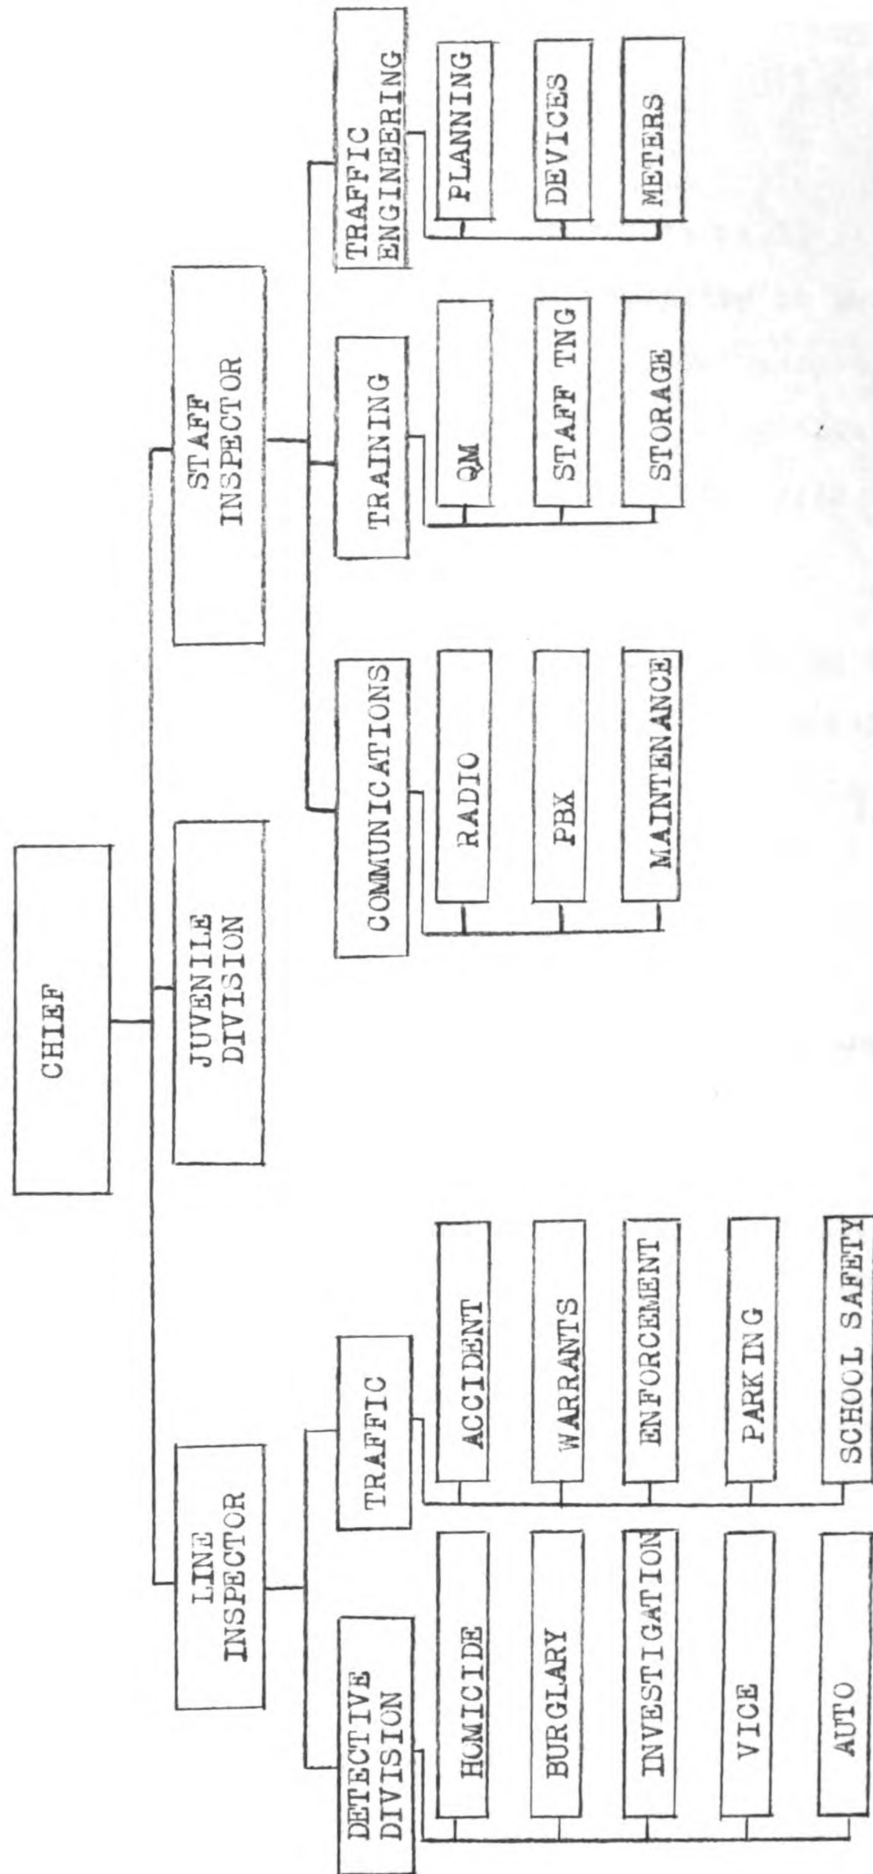 CHIEF
LINE
INSPECTOR
JUVENILE
DIVISION
STAFF
INSPECTOR
DETECTIVE
DIVISION
TRAFFIC
COMMUNICATIONS
TRAINING
TRAFFIC
ENGINEERING
HOMICIDE
BURGLARY
INVESTIGATION
VICE
AUTO
ACCIDENT
WARRANTS
ENFORCEMENT
PARKING
SCHOOL SAFETY
RADIO
PBX
MAINTENANCE
QM
STAFF TNG
STORAGE
PLANNING
DEVICES
METERS